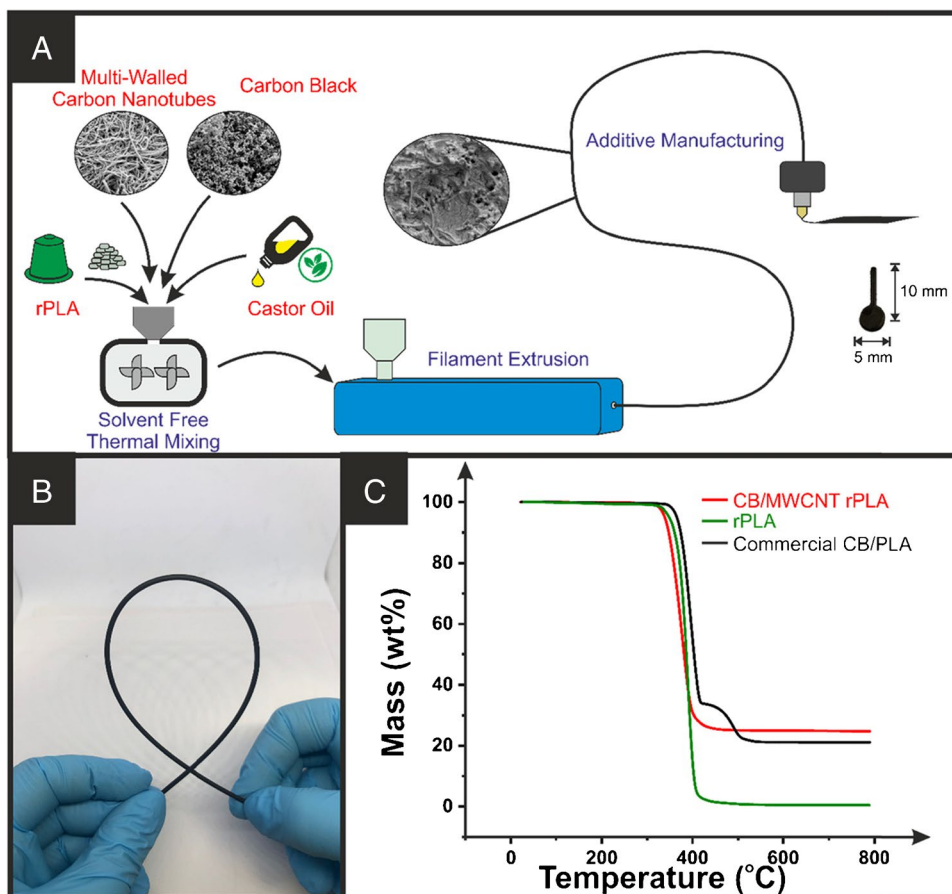 A
Multi-Walled
Carbon Nanotubes
Carbon Black
rPLA
Castor Oil
Solvent Free
Thermal Mixing
Filament Extrusion
Additive Manufacturing
10 mm
5 mm
B
C
CB/MWCNT rPLA
rPLA
Commercial CB/PLA
Mass (wt%)
100
80
60
40
20
0
0
200
400
600
800
Temperature (°C)